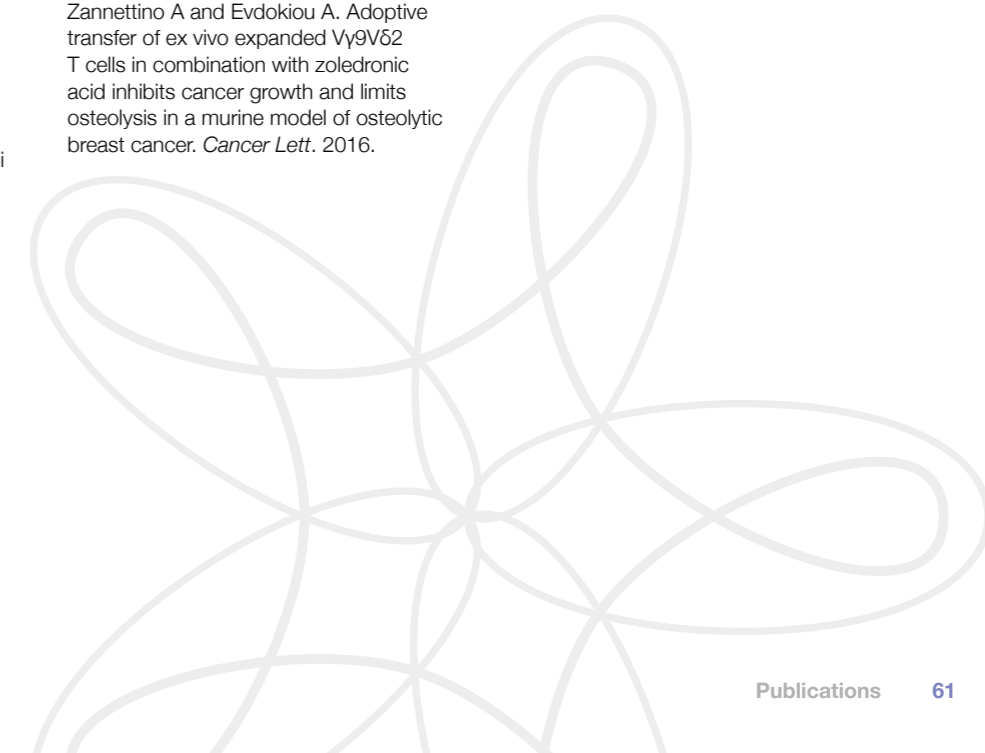 Zannettino A and Evdokiou A. Adoptive
transfer of ex vivo expanded Vγ9Vδ2
T cells in combination with zoledronic
acid inhibits cancer growth and limits
osteolysis in a murine model of osteolytic
breast cancer. Cancer Lett. 2016.
i
Publications 61